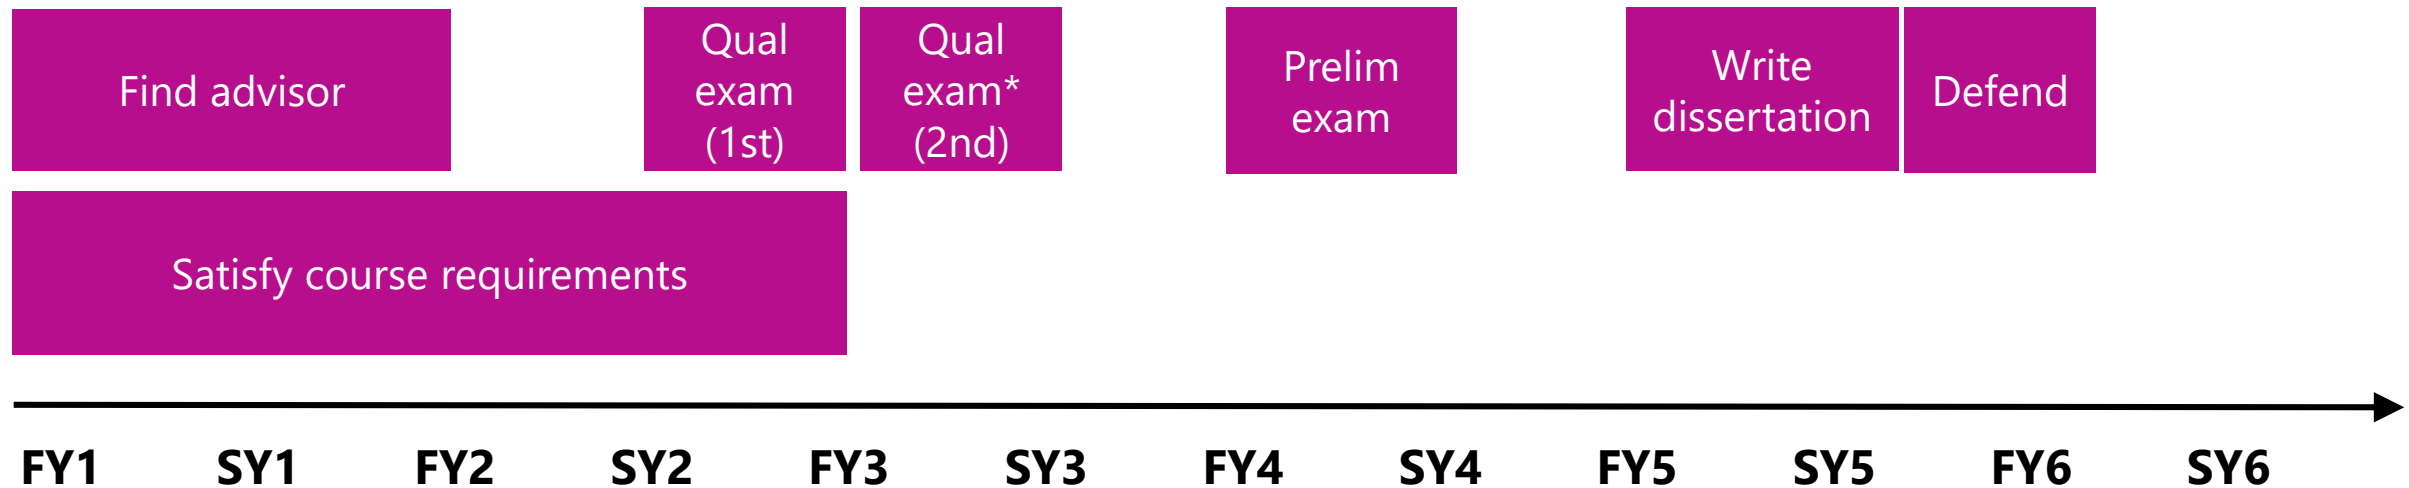 Find advisor
Qual
exam
(1st)
Qual
exam*
(2nd)
Prelim
exam
Write
dissertation
Defend
Satisfy course requirements
FY1 SY1 FY2 SY2 FY3 SY3 FY4 SY4 FY5 SY5 FY6 SY6